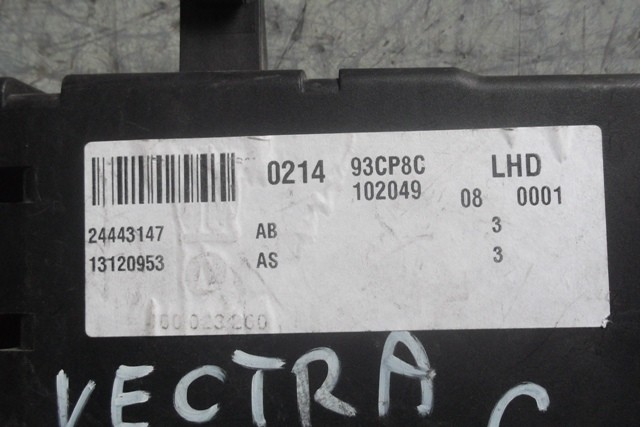 0214 93CP8C LHD
102049 08 0001
24443147 AB 3
13120953 AS 3
VECTRA C